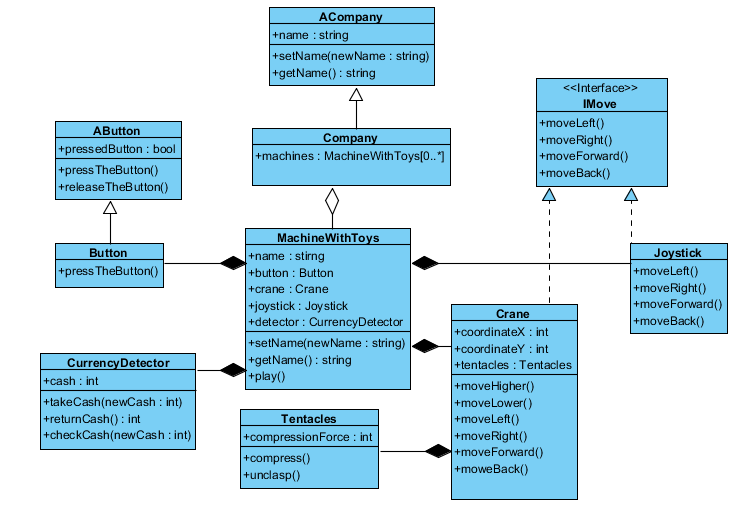 ACompany
+name : string
+setName(newName : string)
+getName() : string
<<Interface>>
IMove
+moveLeft()
+moveRight()
+moveForward()
+moveBack()
AButton
+pressedButton : bool
+pressTheButton()
+releaseTheButton()
Company
+machines : MachineWithToys[0..*]
Button
+pressTheButton()
MachineWithToys
+name : stirng
+button : Button
+crane : Crane
+joystick : Joystick
+detector : CurrencyDetector
+setName(newName : string)
+getName() : string
+play()
Joystick
+moveLeft()
+moveRight()
+moveForward()
+moveBack()
Crane
+coordinateX : int
+coordinateY : int
+tentacles : Tentacles
+moveHigher()
+moveLower()
+moveLeft()
+moveRight()
+moveForward()
+moweBack()
CurrencyDetector
+cash : int
+takeCash(newCash : int)
+returnCash() : int
+checkCash(newCash : int)
Tentacles
+compressionForce : int
+compress()
+unclasp()